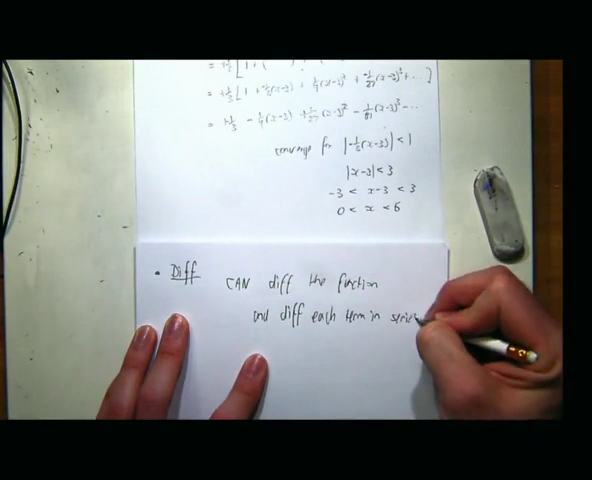 = +⅓ [ 1 + -⅓(x-3) + 1/9(x-3)² + -1/27(x-3)³ + ... ]
= +⅓ - 1/9(x-3) + 1/27(x-3)² - 1/81(x-3)³ ...
converge for |-⅓(x-3)| < 1
|x-3| < 3
-3 < x-3 < 3
0 < x < 6
• Diff CAN diff the function
and diff each term in series